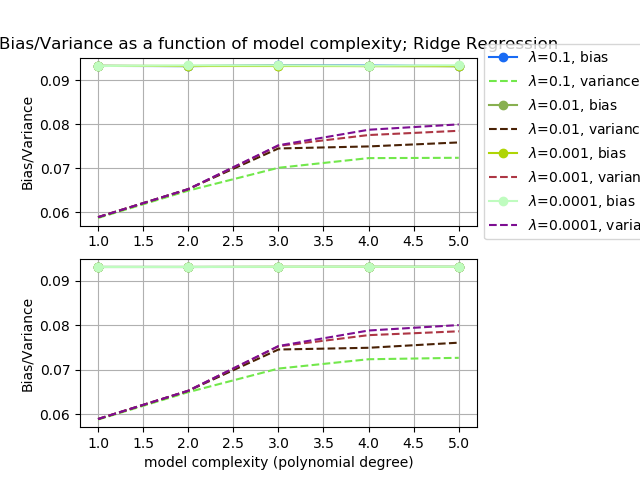 Bias/Variance as a function of model complexity; Ridge Regression
0.09
0.08
0.07
0.06
Bias/Variance
1.0 1.5 2.0 2.5 3.0 3.5 4.0 4.5 5.0
λ=0.1, bias
λ=0.1, variance
λ=0.01, bias
λ=0.01, varianc
λ=0.001, bias
λ=0.001, varian
λ=0.0001, bias
λ=0.0001, varia
0.09
0.08
0.07
0.06
Bias/Variance
1.0 1.5 2.0 2.5 3.0 3.5 4.0 4.5 5.0
model complexity (polynomial degree)